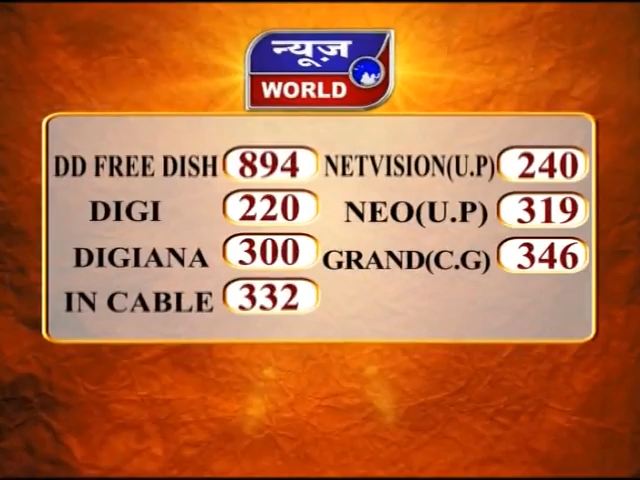 न्यूज़
WORLD
DD FREE DISH 894 NETVISION(U.P) 240
DIGI 220 NEO(U.P) 319
DIGIANA 300 GRAND(C.G) 346
IN CABLE 332